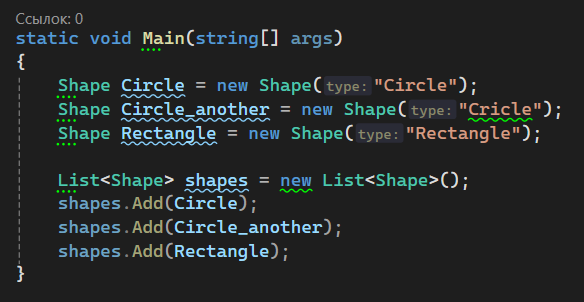 Ссылок: 0
static void Main(string[] args)
{
Shape Circle = new Shape(type:"Circle");
Shape Circle_another = new Shape(type:"Cricle");
Shape Rectangle = new Shape(type:"Rectangle");
List<Shape> shapes = new List<Shape>();
shapes.Add(Circle);
shapes.Add(Circle_another);
shapes.Add(Rectangle);
}